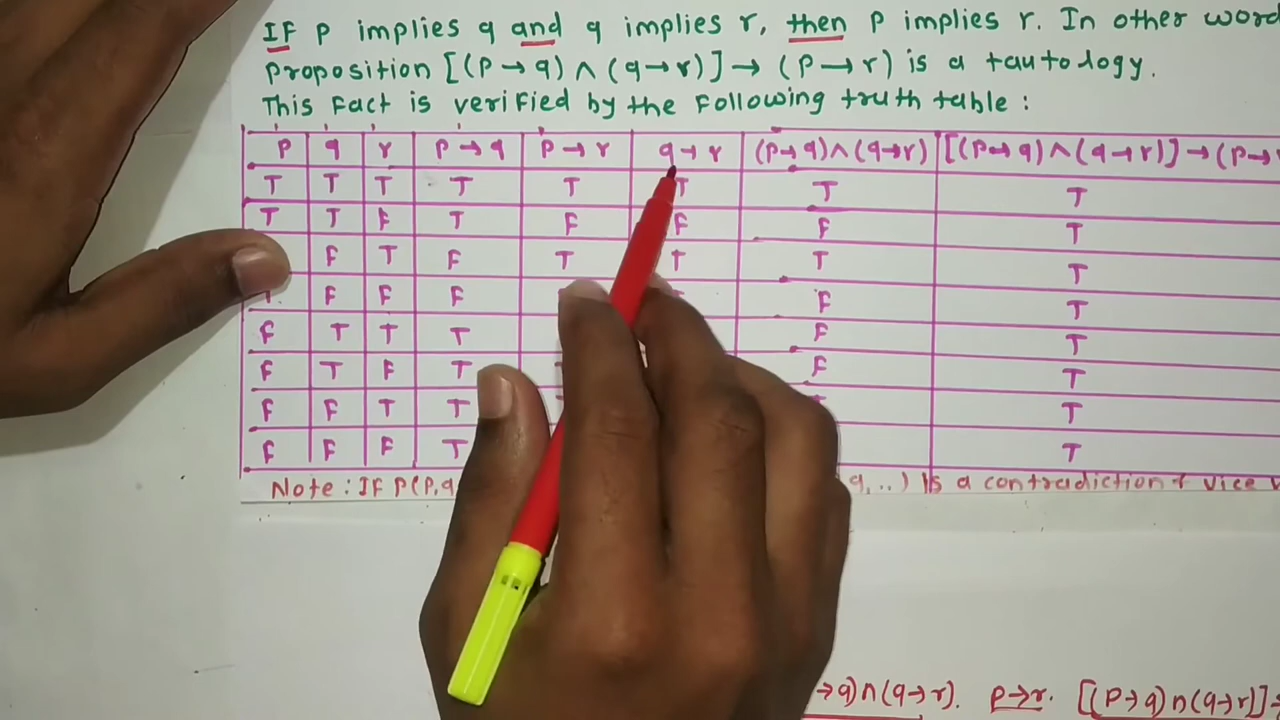 IF P implies q and q implies r, then P implies r. In other word
Proposition [(P→q)∧(q→r)]→(P→r) is a tautology.
This Fact is verified by the Following truth table:
P q r P→q P→r q→r (P→q)∧(q→r) [(P→q)∧(q→r)]→(P→r
T T T T T T T T
T T F T F F F T
F T F T T T T
T F F F F T
F T T T F T
F T F T F T
F F T T T
F F F T T
Note: IF P(P,q q,..) is a contradiction & vice
→q)∩(q→r). P→r. [(P→q)∩(q→r)]